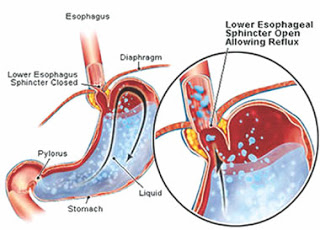 Esophagus
Lower Esophageal
Sphincter Open
Allowing Reflux
Diaphragm
Lower Esophagus
Sphincter Closed
Pylorus
Liquid
Stomach